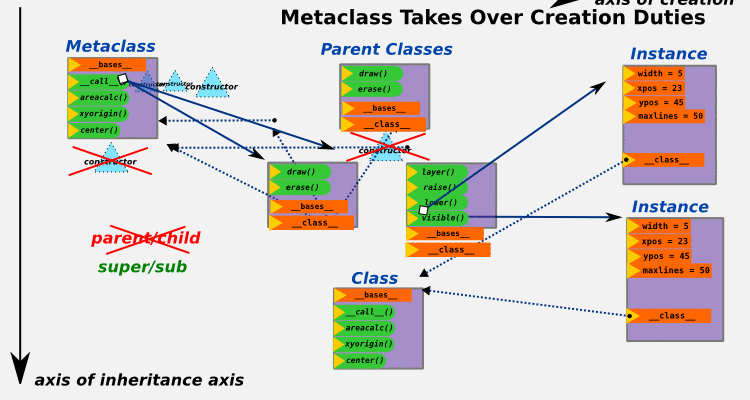 axis of creation
Metaclass Takes Over Creation Duties
Metaclass
__bases__
__call__
areacalc()
xyorigin()
center()
constructor
constructor
constructor
constructor
Parent Classes
draw()
erase()
__bases__
__class__
constructor
draw()
erase()
__bases__
__class__
layer()
raise()
lower()
visible()
__bases__
__class__
Instance
width = 5
xpos = 23
ypos = 45
maxlines = 50
__class__
Instance
width = 5
xpos = 23
ypos = 45
maxlines = 50
__class__
parent/child
super/sub
Class
__bases__
__call__()
areacalc()
xyorigin()
center()
axis of inheritance axis